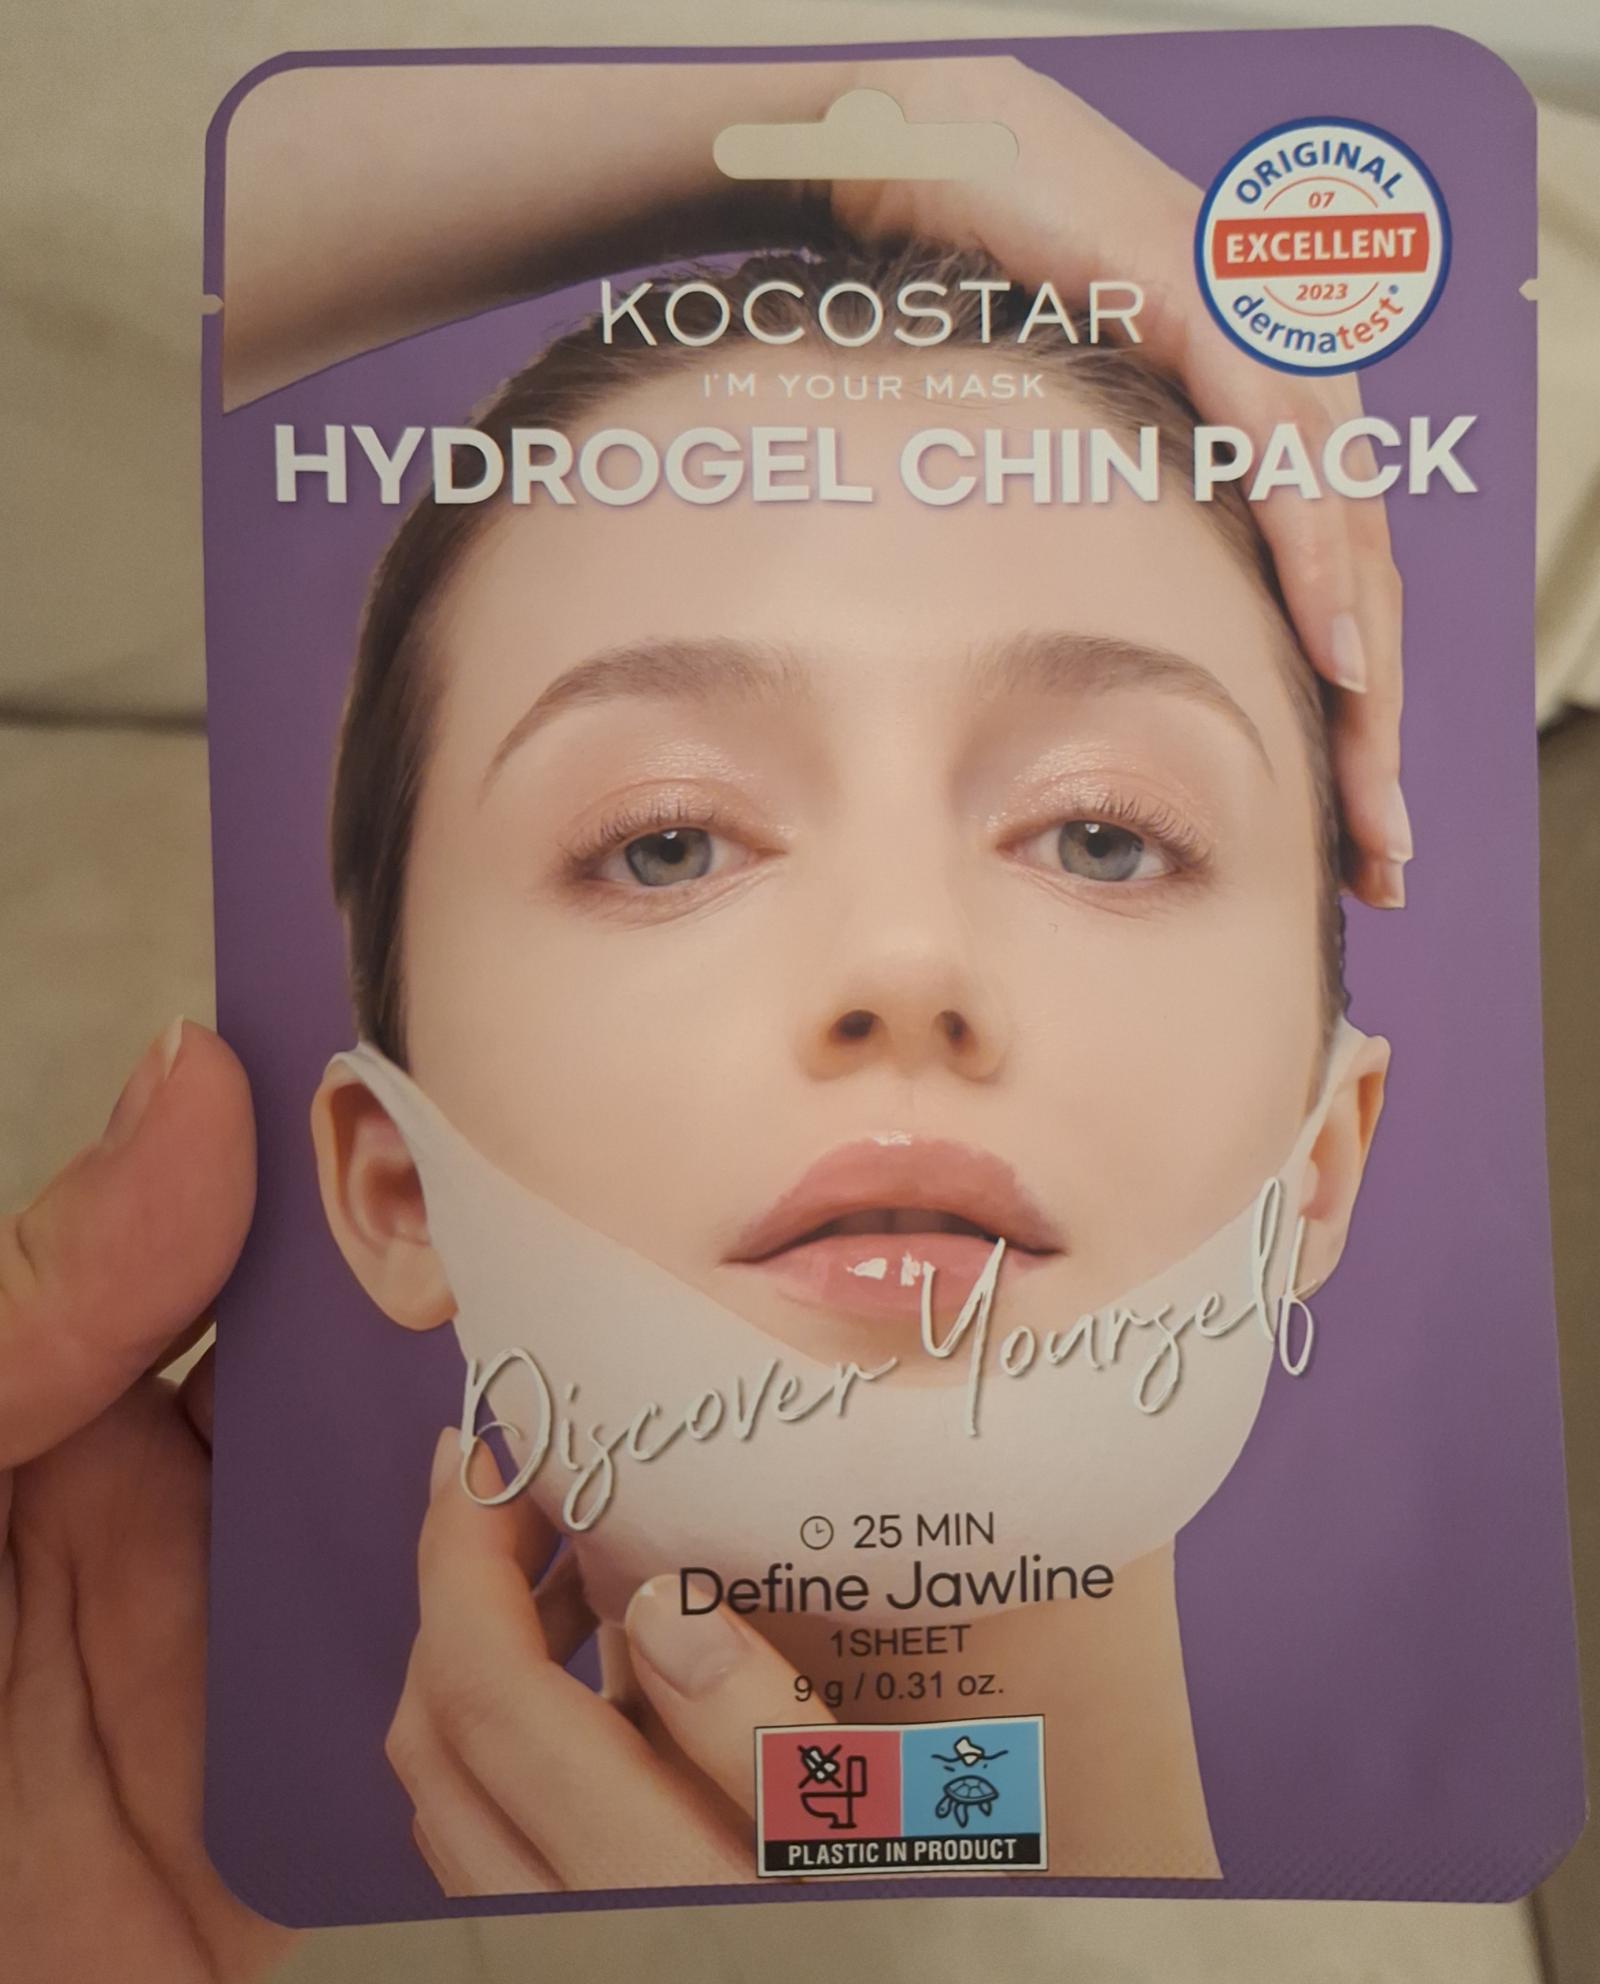 ORIGINAL
07
EXCELLENT
2023
dermatest®
KOCOSTAR
I'M YOUR MASK
HYDROGEL CHIN PACK
Discover Yourself
25 MIN
Define Jawline
1SHEET
9 g / 0.31 oz.
PLASTIC IN PRODUCT